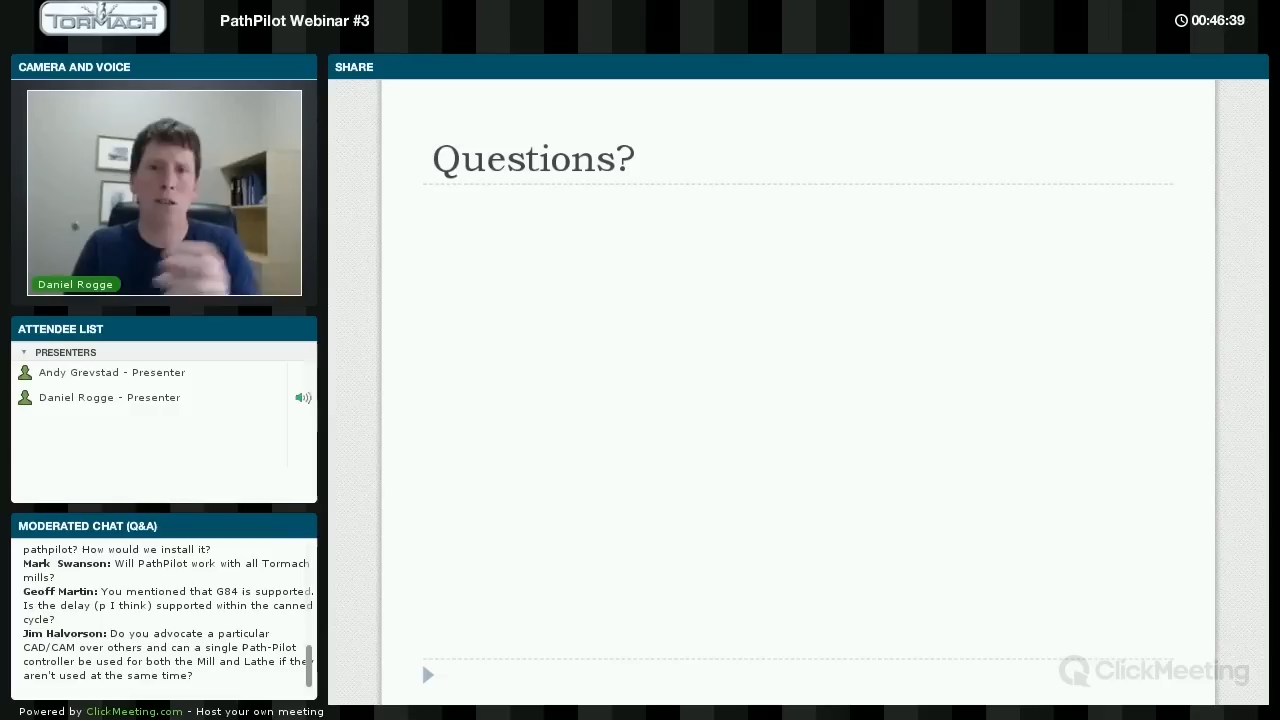 TORMACH
PathPilot Webinar #3
00:46:39
CAMERA AND VOICE
Daniel Rogge
ATTENDEE LIST
PRESENTERS
Andy Grevstad - Presenter
Daniel Rogge - Presenter
MODERATED CHAT (Q&A)
pathpilot? How would we install it?
Mark Swanson: Will PathPilot work with all Tormach
mills?
Geoff Martin: You mentioned that G84 is supported.
Is the delay (p I think) supported within the canned
cycle?
Jim Halvorson: Do you advocate a particular
CAD/CAM over others and can a single Path-Pilot
controller be used for both the Mill and Lathe if they
aren't used at the same time?
Powered by ClickMeeting.com - Host your own meeting
SHARE
Questions?
ClickMeeting